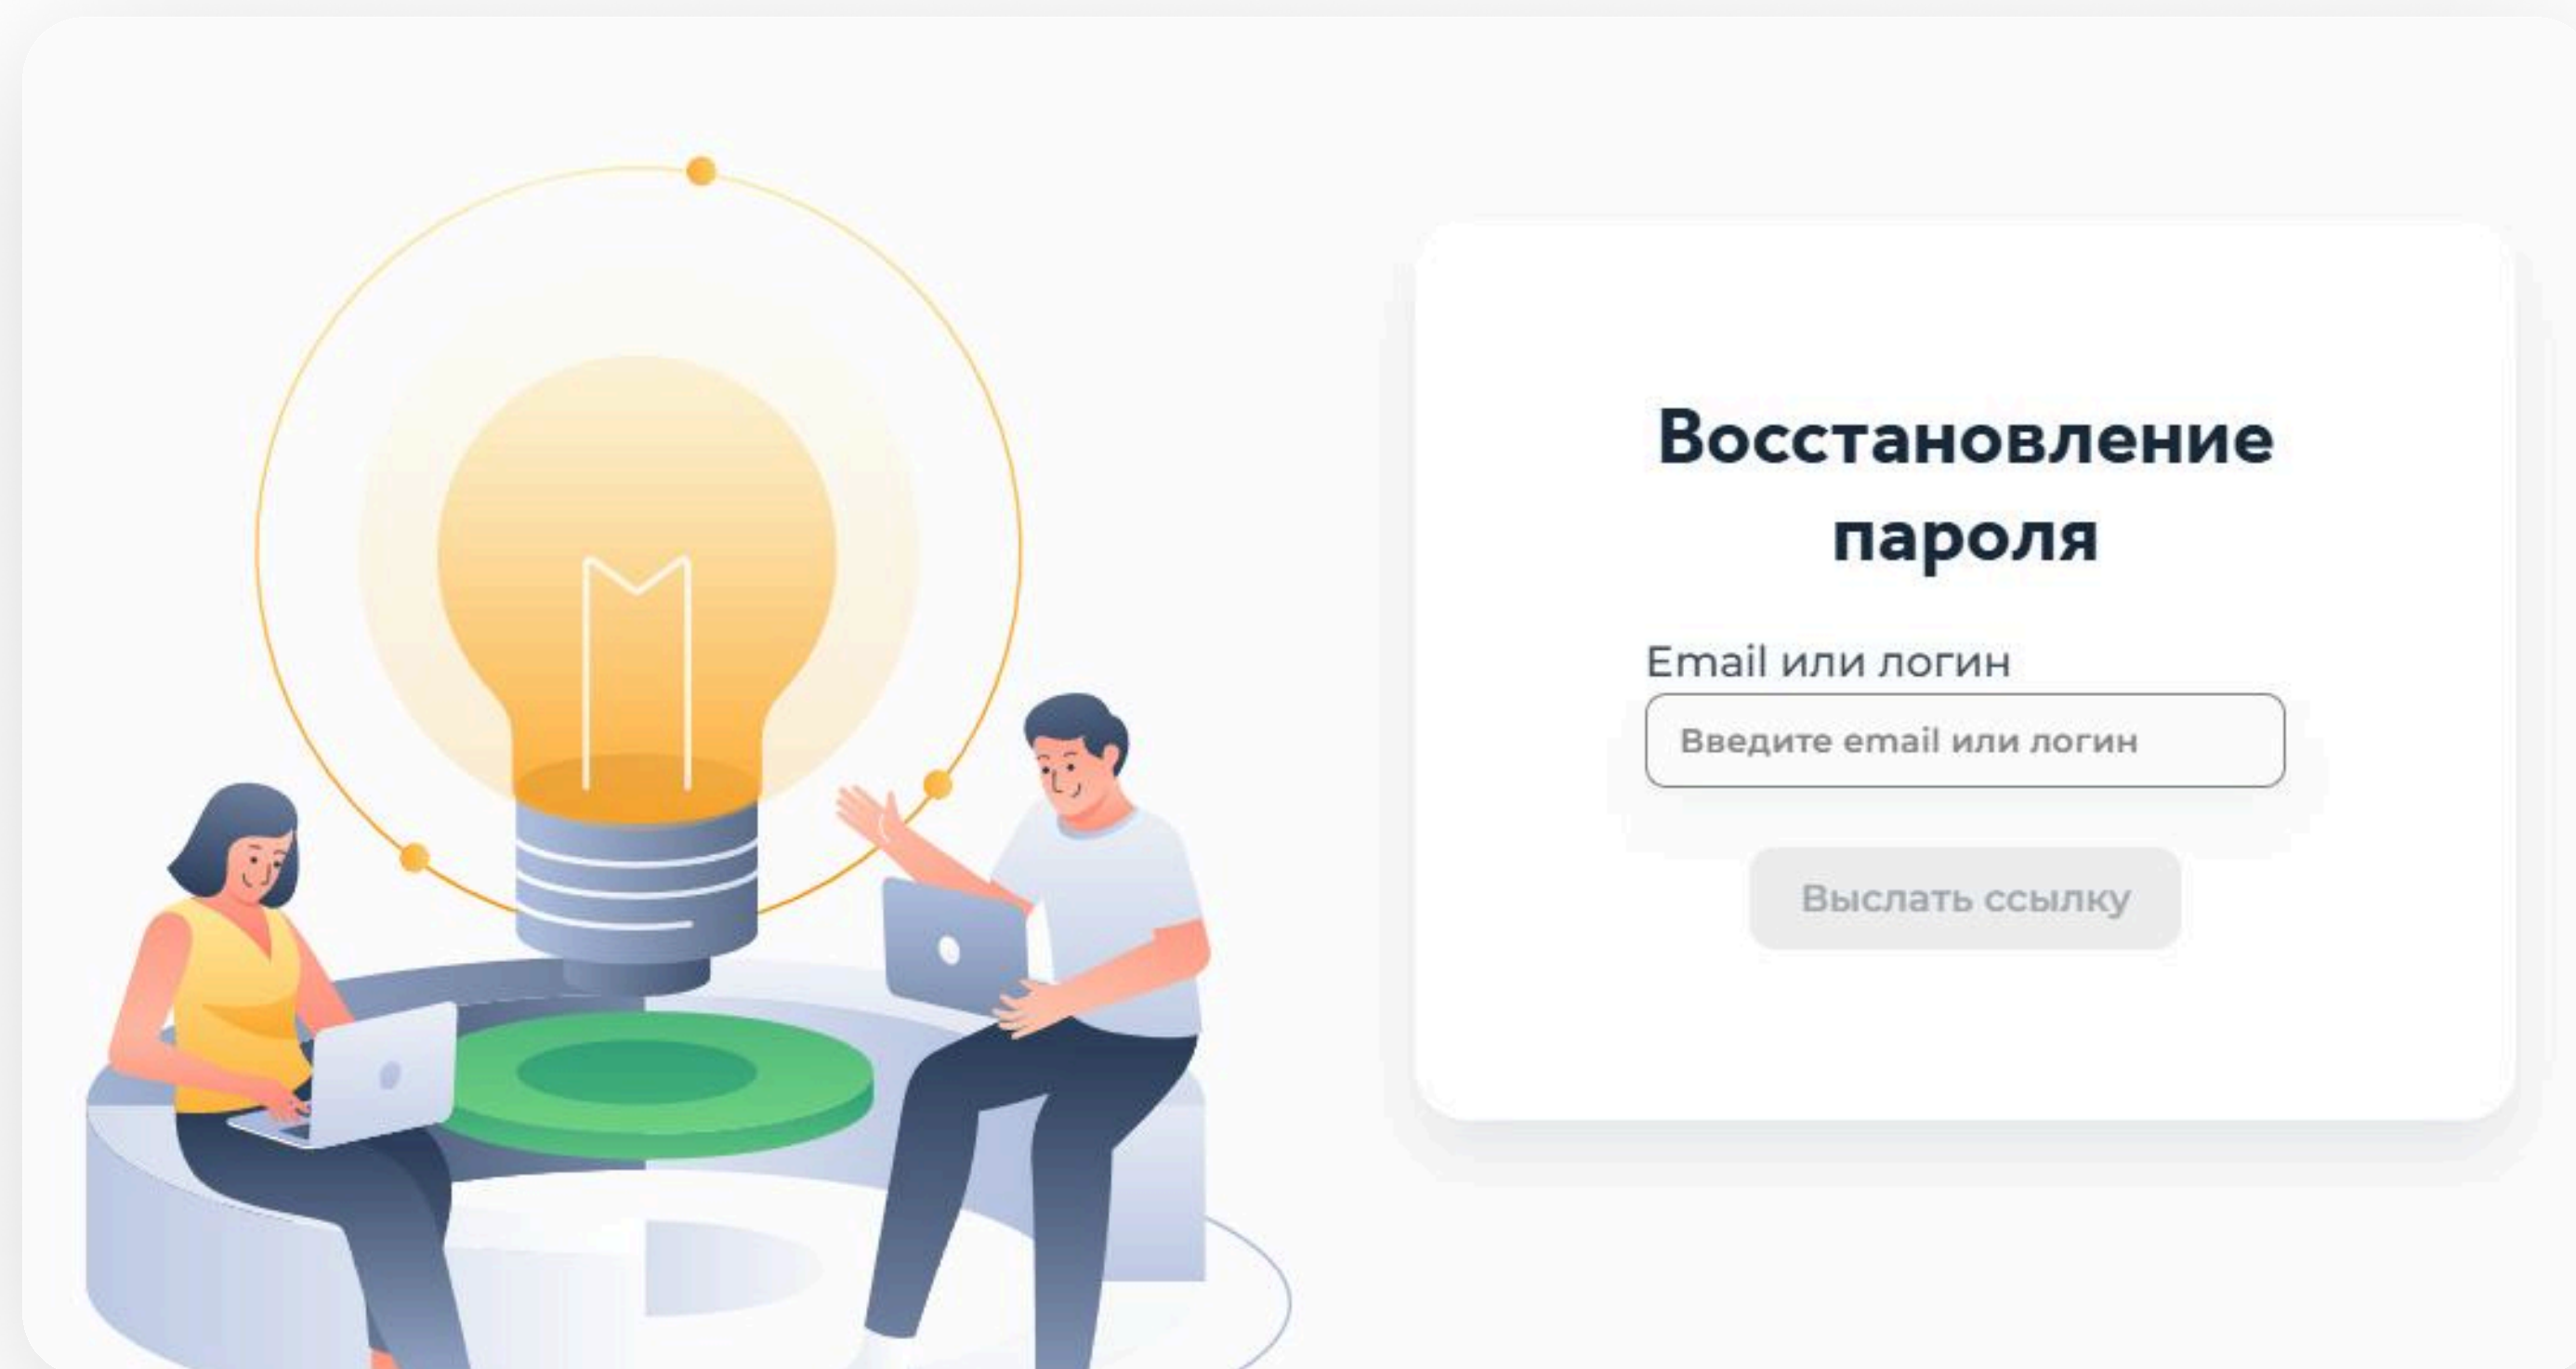 Восстановление
пароля
Email или логин
Введите email или логин
Выслать ссылку